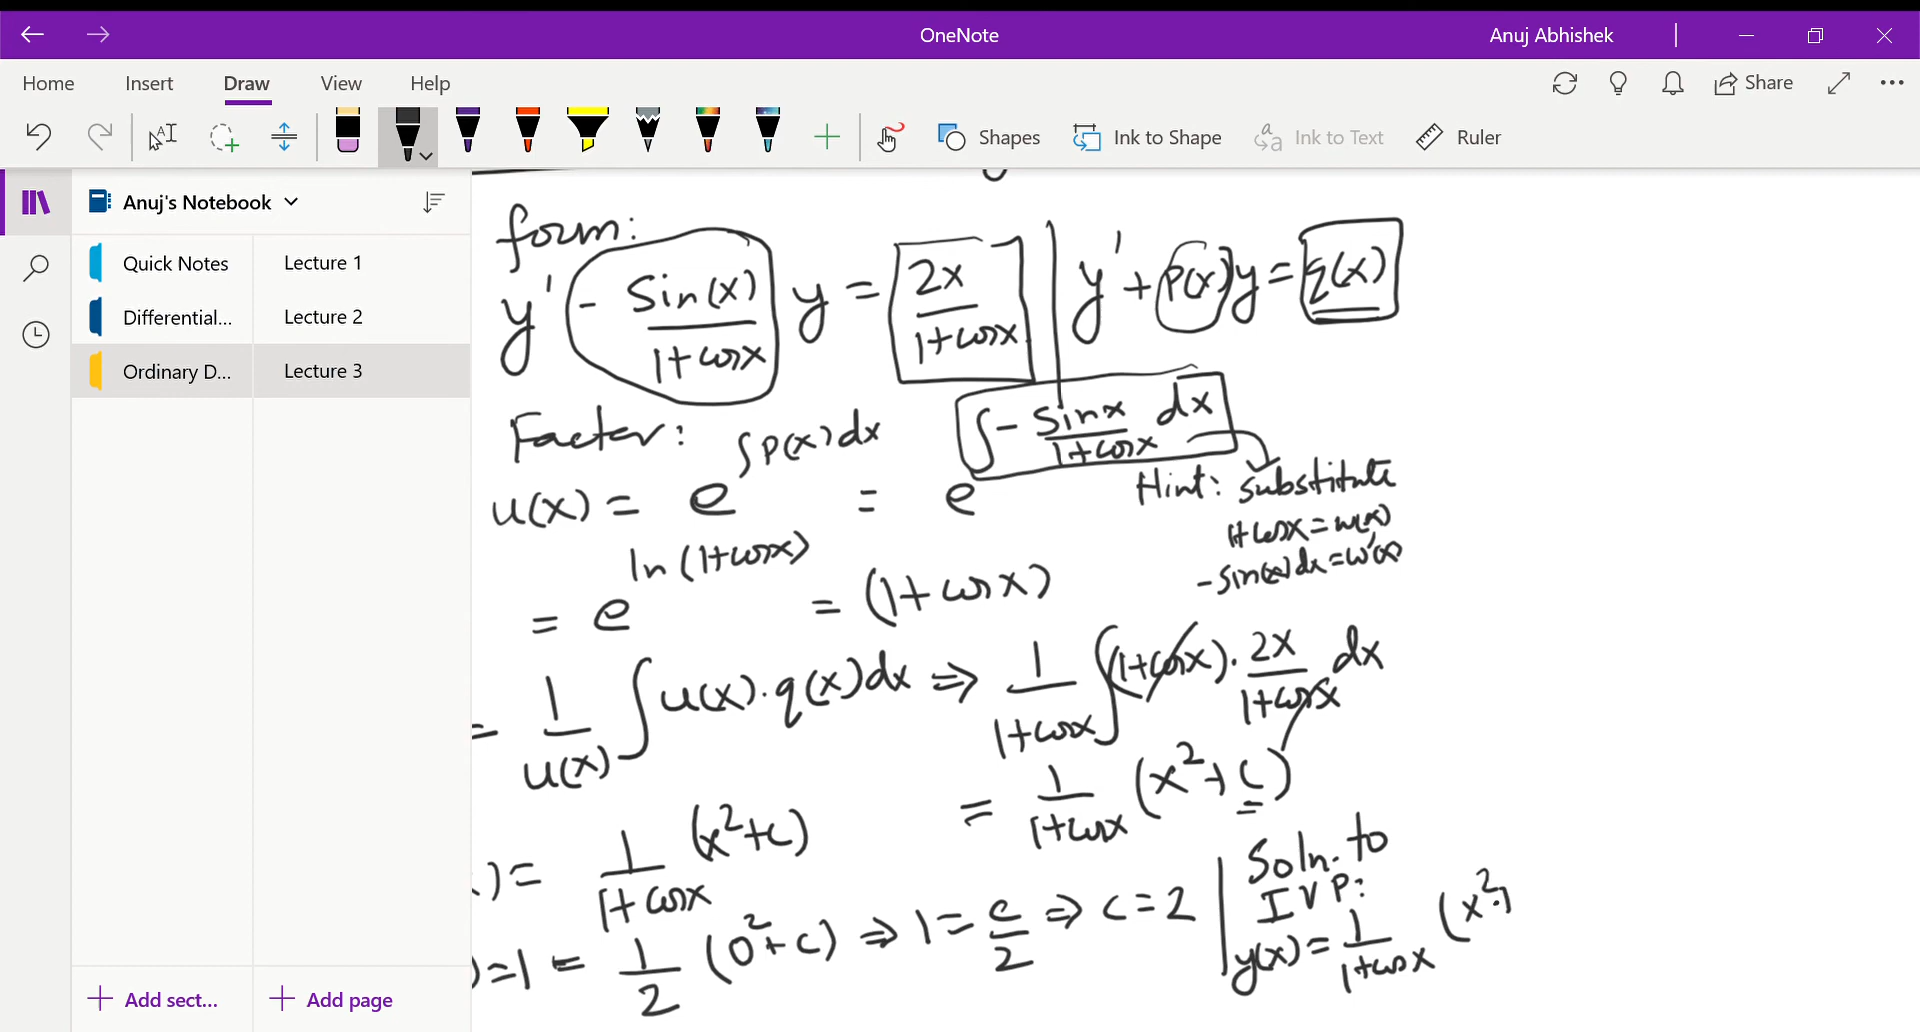 OneNote
Anuj Abhishek
Home Insert Draw View Help
Share
Shapes Ink to Shape Ink to Text Ruler
Anuj's Notebook
Quick Notes
Differential...
Ordinary D...
Lecture 1
Lecture 2
Lecture 3
Add sect...
Add page
form:
y' - sin(x)/(1+cosx) y = 2x/(1+cosx) | y' + p(x)y = q(x)
Factor:
u(x) = e^∫p(x)dx = e^∫-sinx/(1+cosx) dx
Hint: substitute
1+cosx = w(x)
-sin(x)dx = w'(x)
= e^ln(1+cosx) = (1+cosx)
= 1/u(x) ∫u(x).q(x)dx ⇒ 1/(1+cosx) ∫(1+cosx).2x/(1+cosx) dx
= 1/(1+cosx) (x²+c)
)= 1/(1+cosx) (x²+c)
)=1 = 1/2 (0²+c) ⇒ 1 = c/2 ⇒ c=2
Soln. to
IVP:
y(x) = 1/(1+cosx) (x²